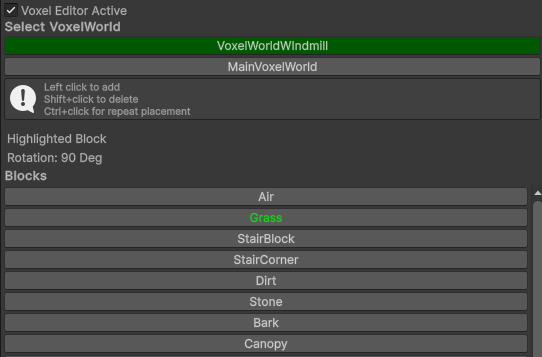 Voxel Editor Active
Select VoxelWorld
VoxelWorldWIndmill
MainVoxelWorld
Left click to add
Shift+click to delete
Ctrl+click for repeat placement
Highlighted Block
Rotation: 90 Deg
Blocks
Air
Grass
StairBlock
StairCorner
Dirt
Stone
Bark
Canopy